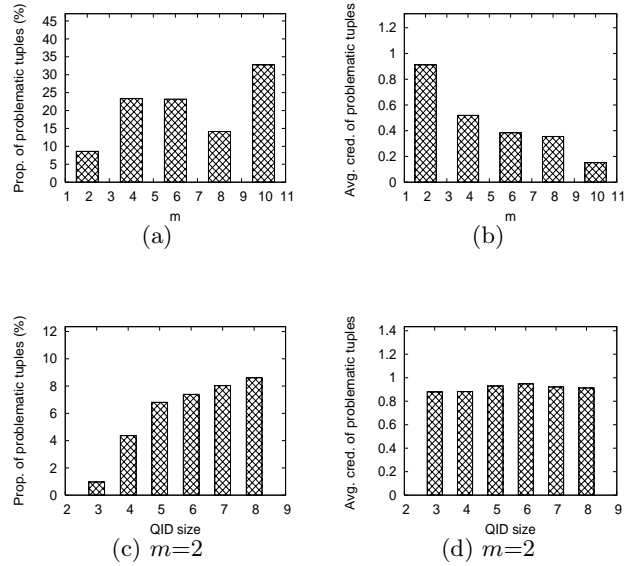 Prop. of problematic tuples (%)
45
40
35
30
25
20
15
10
5
0
1 2 3 4 5 6 7 8 9 10 11
m
(a)
Avg. cred. of problematic tuples
1.2
1
0.8
0.6
0.4
0.2
0
1 2 3 4 5 6 7 8 9 10 11
m
(b)
Prop. of problematic tuples (%)
12
10
8
6
4
2
0
2 3 4 5 6 7 8 9
QID size
(c) m=2
Avg. cred. of problematic tuples
1.4
1.2
1
0.8
0.6
0.4
0.2
0
2 3 4 5 6 7 8 9
QID size
(d) m=2